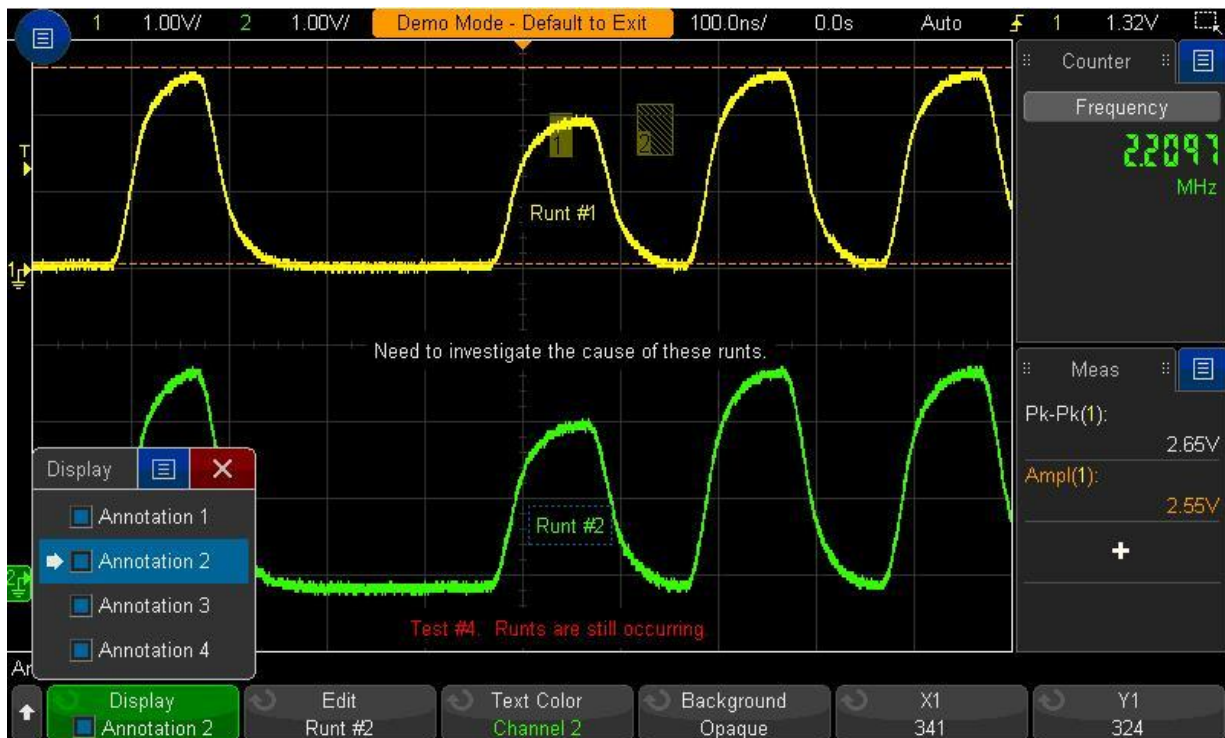 1 1.00V/ 2 1.00V/ Demo Mode - Default to Exit 100.0ns/ 0.0s Auto 1 1.32V
Counter
Frequency
2.2097
MHz
T
1
2
Runt #1
1
Need to investigate the cause of these runts.
Meas
Pk-Pk(1):
2.65V
Ampl(1):
2.55V
+
Display
Annotation 1
Annotation 2
Annotation 3
Annotation 4
Runt #2
2
Test #4. Runts are still occurring
Display
Annotation 2
Edit
Runt #2
Text Color
Channel 2
Background
Opaque
X1
341
Y1
324